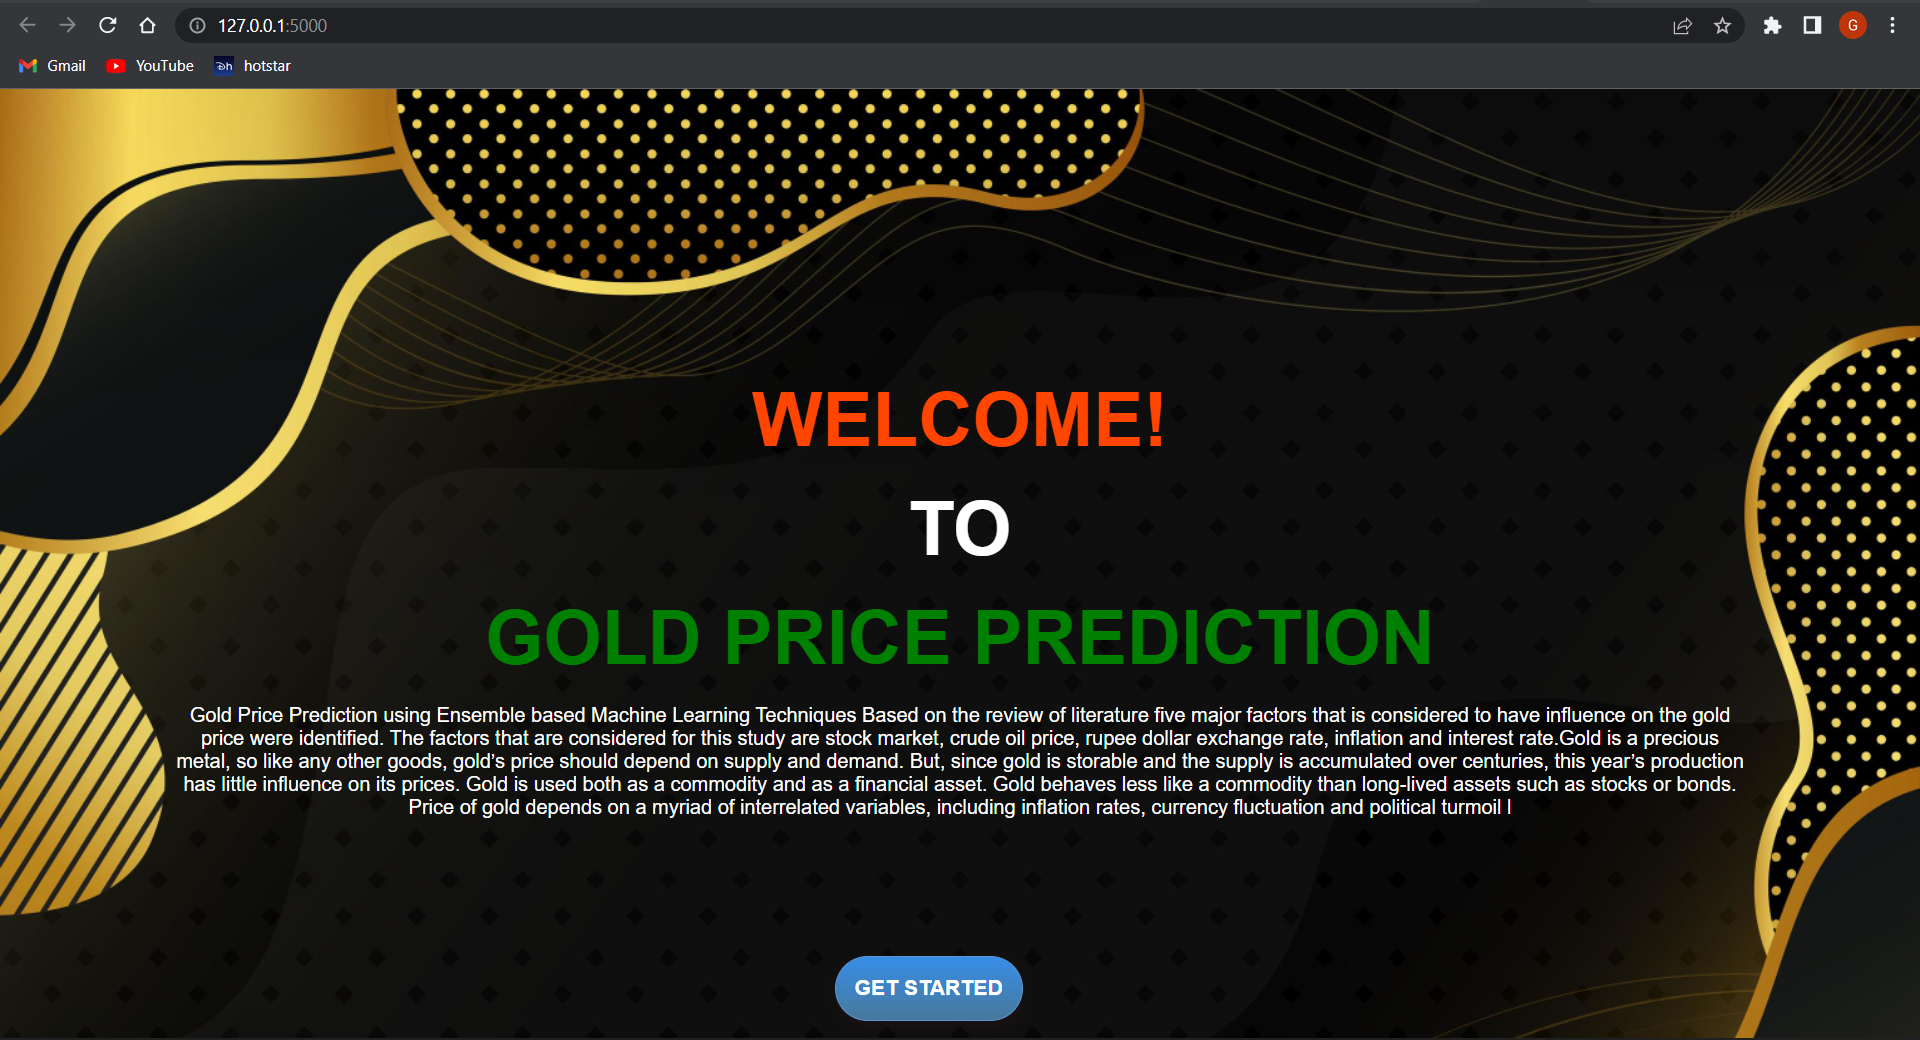 127.0.0.1:5000
G
Gmail YouTube hotstar
WELCOME!
TO
GOLD PRICE PREDICTION
Gold Price Prediction using Ensemble based Machine Learning Techniques Based on the review of literature five major factors that is considered to have influence on the gold
price were identified. The factors that are considered for this study are stock market, crude oil price, rupee dollar exchange rate, inflation and interest rate.Gold is a precious
metal, so like any other goods, gold’s price should depend on supply and demand. But, since gold is storable and the supply is accumulated over centuries, this year’s production
has little influence on its prices. Gold is used both as a commodity and as a financial asset. Gold behaves less like a commodity than long-lived assets such as stocks or bonds.
Price of gold depends on a myriad of interrelated variables, including inflation rates, currency fluctuation and political turmoil l
GET STARTED